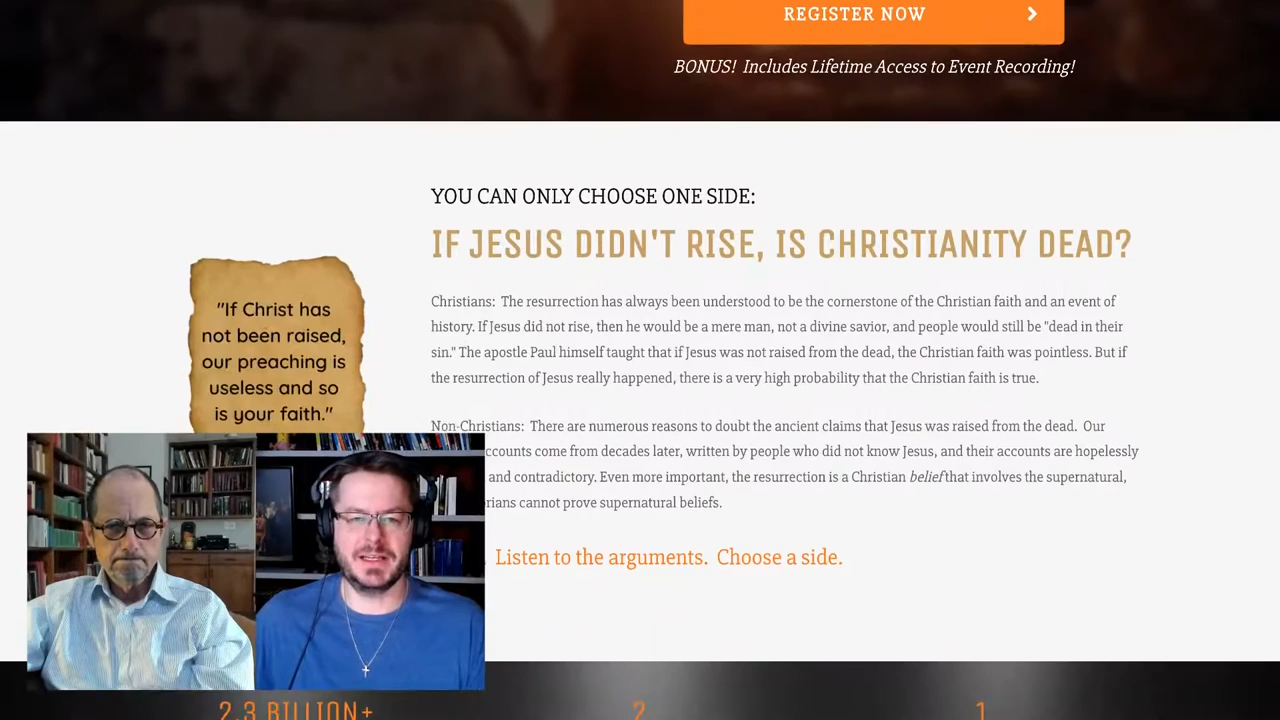 REGISTER NOW
BONUS!  Includes Lifetime Access to Event Recording!
YOU CAN ONLY CHOOSE ONE SIDE:
IF JESUS DIDN'T RISE, IS CHRISTIANITY DEAD?
"If Christ has
not been raised,
our preaching is
useless and so
is your faith."
Christians:  The resurrection has always been understood to be the cornerstone of the Christian faith and an event of
history. If Jesus did not rise, then he would be a mere man, not a divine savior, and people would still be "dead in their
sin." The apostle Paul himself taught that if Jesus was not raised from the dead, the Christian faith was pointless. But if
the resurrection of Jesus really happened, there is a very high probability that the Christian faith is true.
Non-Christians:  There are numerous reasons to doubt the ancient claims that Jesus was raised from the dead.  Our
accounts come from decades later, written by people who did not know Jesus, and their accounts are hopelessly
and contradictory. Even more important, the resurrection is a Christian belief that involves the supernatural,
cannot prove supernatural beliefs.
Listen to the arguments.  Choose a side.
2.3 BILLION+
2
1